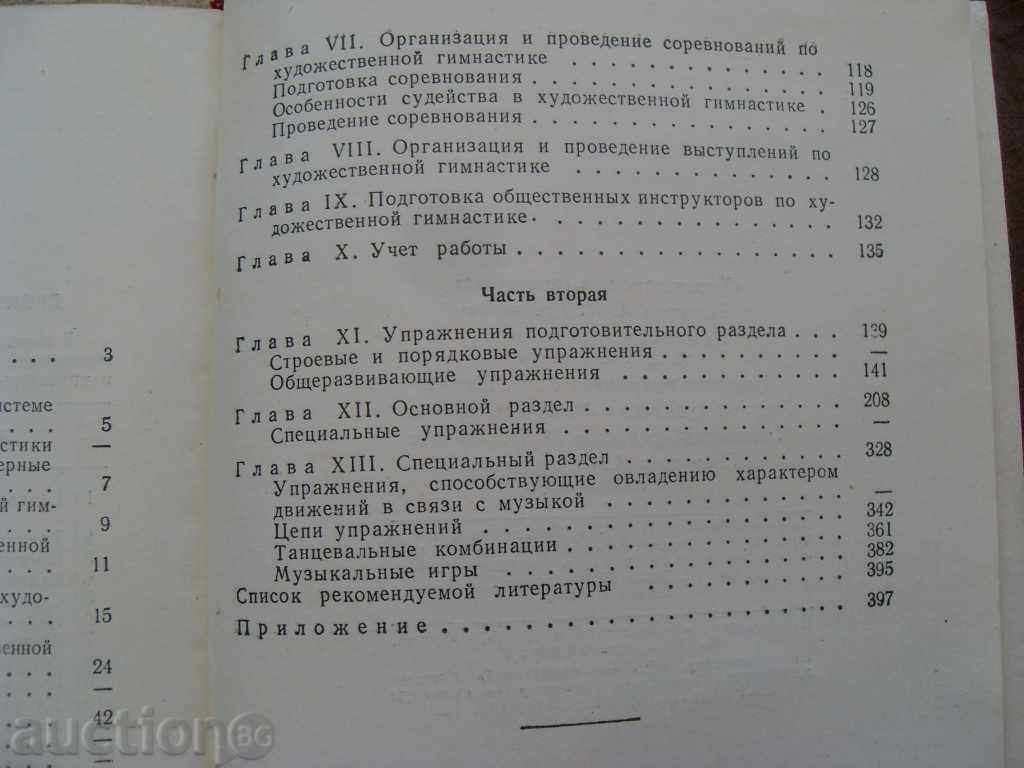 . . . . 3
истеме
. . . . 5
стики —
ерные
. . . . 7
й гим-
. . . . 9
енной
. . . . 11
худо-
. . . . 15
венной
. . . . 24
. . . . —
. . . . 42
. . . . —
. . . . —
Глава VII. Организация и проведение соревнований по
художественной гимнастике . . . . . . . . . . . . . 118
Подготовка соревнования . . . . . . . . . . . . . . . 119
Особенности судейства в художественной гимнастике . 126
Проведение соревнования . . . . . . . . . . . . . . . 127
Глава VIII. Организация и проведение выступлений по
художественной гимнастике . . . . . . . . . . . . . 128
Глава IX. Подготовка общественных инструкторов по ху-
дожественной гимнастике . . . . . . . . . . . . . . 132
Глава X. Учет работы . . . . . . . . . . . . . . . 135
Часть вторая
Глава XI. Упражнения подготовительного раздела . . . 139
Строевые и порядковые упражнения . . . . . . . . . . —
Общеразвивающие упражнения . . . . . . . . . . . . 141
Глава XII. Основной раздел . . . . . . . . . . . . . 208
Специальные упражнения . . . . . . . . . . . . . . —
Глава XIII. Специальный раздел . . . . . . . . . . . 328
Упражнения, способствующие овладению характером
движений в связи с музыкой . . . . . . . . . . . . —
Цепи упражнений . . . . . . . . . . . . . . . . . . 342
Танцевальные комбинации . . . . . . . . . . . . . . 361
Музыкальные игры . . . . . . . . . . . . . . . . . 382
Список рекомендуемой литературы . . . . . . . . . . 395
Приложение . . . . . . . . . . . . . . . . . . . . 397
auctionBG